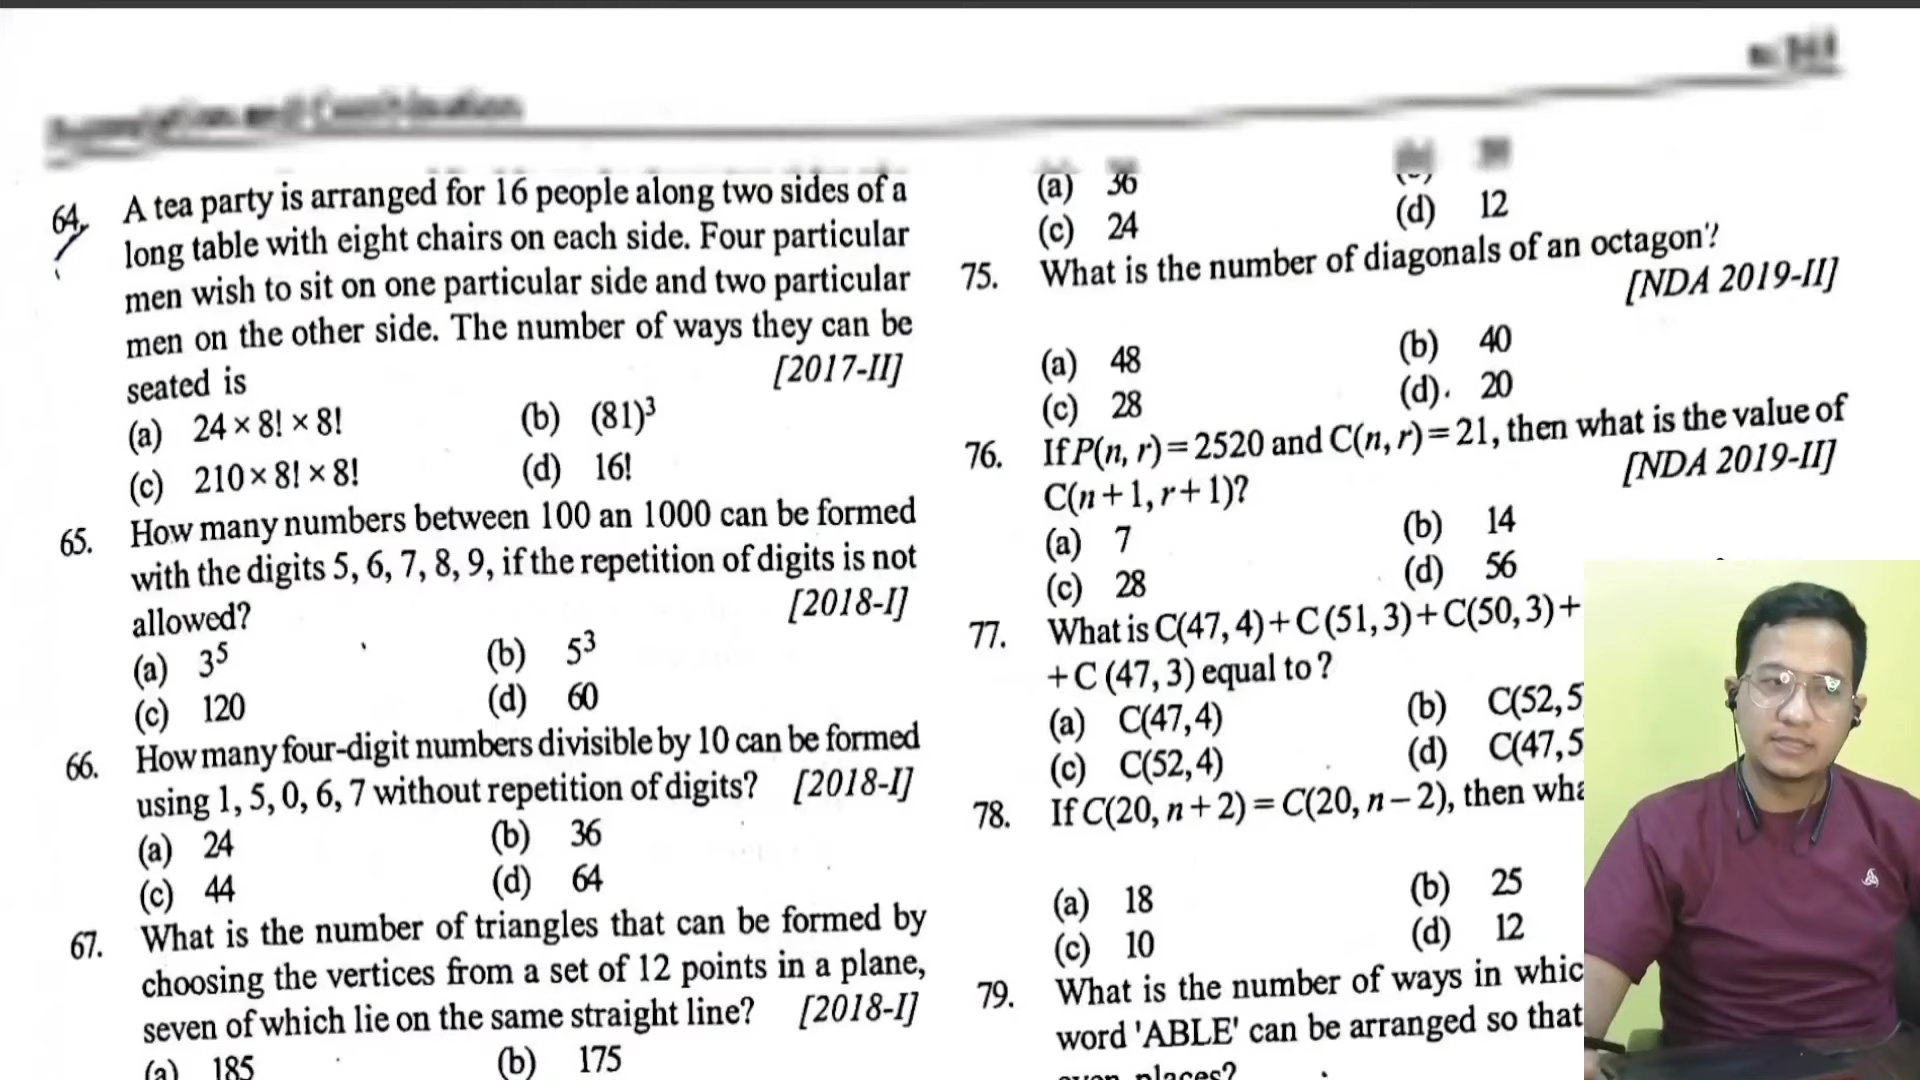 64. A tea party is arranged for 16 people along two sides of a
long table with eight chairs on each side. Four particular
men wish to sit on one particular side and two particular
men on the other side. The number of ways they can be
seated is [2017-II]
(a) 24 × 8! × 8! (b) (81)³
(c) 210 × 8! × 8! (d) 16!
65. How many numbers between 100 an 1000 can be formed
with the digits 5, 6, 7, 8, 9, if the repetition of digits is not
allowed? [2018-I]
(a) 3⁵ (b) 5³
(c) 120 (d) 60
66. How many four-digit numbers divisible by 10 can be formed
using 1, 5, 0, 6, 7 without repetition of digits? [2018-I]
(a) 24 (b) 36
(c) 44 (d) 64
67. What is the number of triangles that can be formed by
choosing the vertices from a set of 12 points in a plane,
seven of which lie on the same straight line? [2018-I]
(a) 185 (b) 175
(a) 36
(c) 24 (d) 12
75. What is the number of diagonals of an octagon?
[NDA 2019-II]
(a) 48 (b) 40
(c) 28 (d). 20
76. If P(n, r) = 2520 and C(n, r) = 21, then what is the value of
C(n + 1, r + 1)? [NDA 2019-II]
(a) 7 (b) 14
(c) 28 (d) 56
77. What is C(47, 4) + C (51, 3) + C(50, 3) +
+ C (47, 3) equal to ?
(a) C(47,4) (b) C(52,5
(c) C(52,4) (d) C(47,5
78. If C(20, n + 2) = C(20, n – 2), then wha
(a) 18 (b) 25
(c) 10 (d) 12
79. What is the number of ways in whic
word 'ABLE' can be arranged so that
even places?